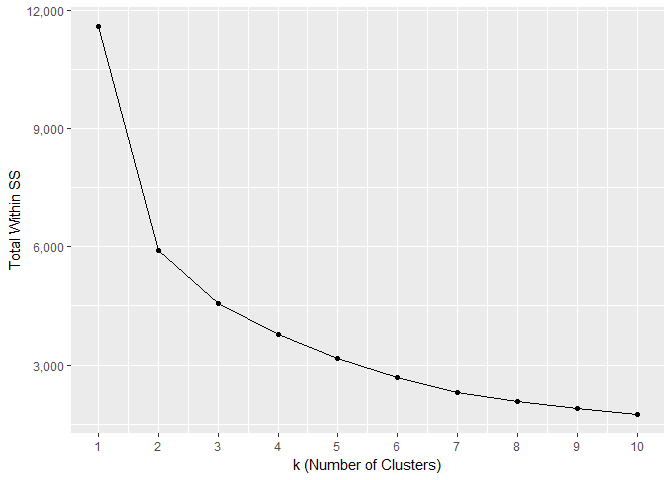 12,000
9,000
6,000
3,000
Total Within SS
1 2 3 4 5 6 7 8 9 10
k (Number of Clusters)